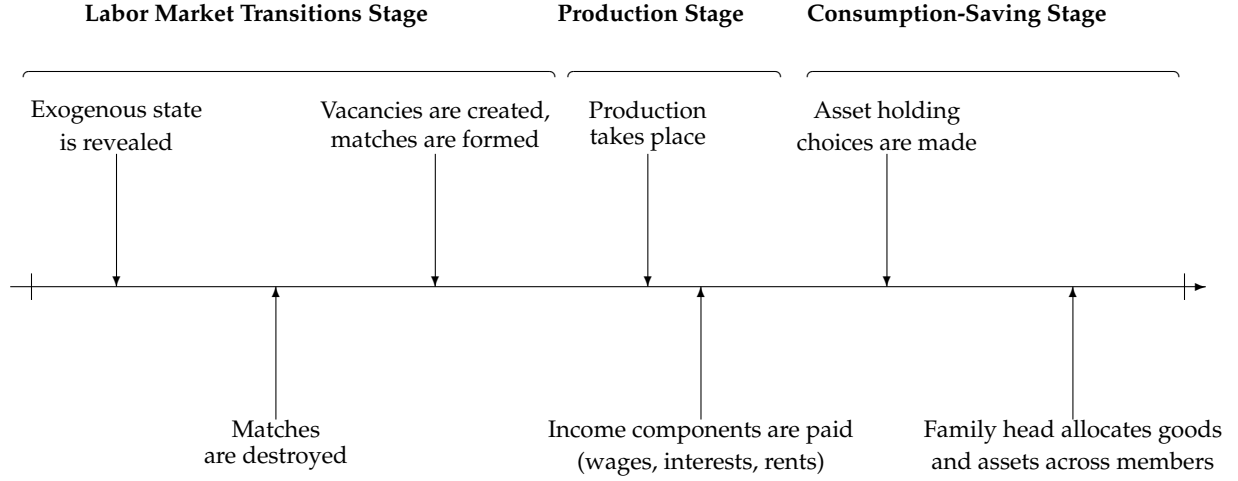 Labor Market Transitions Stage
Production Stage
Consumption-Saving Stage
Exogenous state
is revealed
Vacancies are created,
matches are formed
Production
takes place
Asset holding
choices are made
Matches
are destroyed
Income components are paid
(wages, interests, rents)
Family head allocates goods
and assets across members